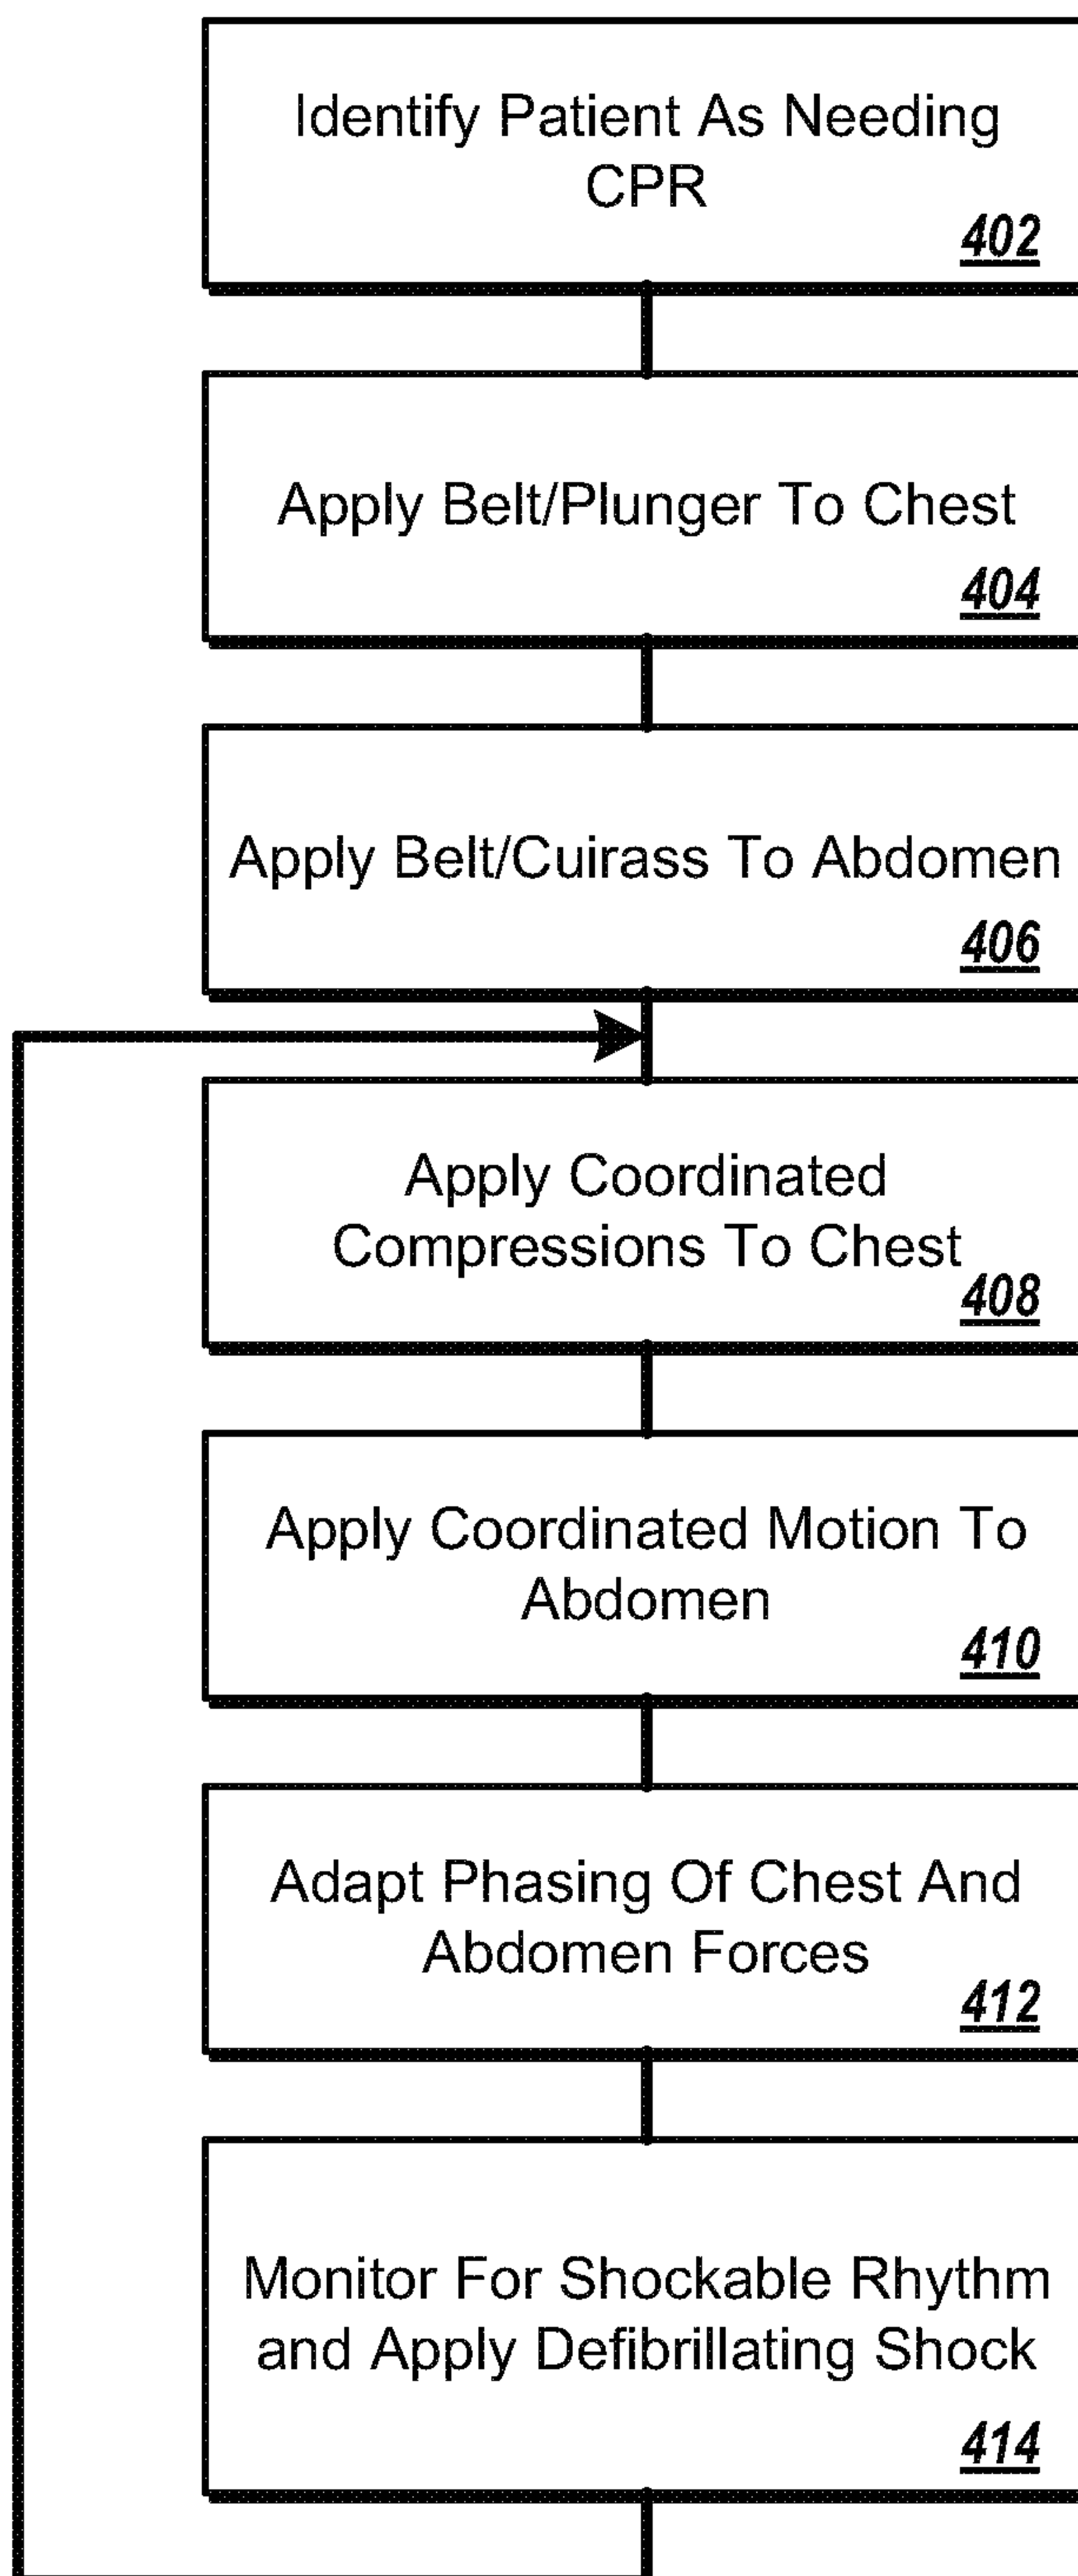 Identify Patient As Needing
CPR
402
Apply Belt/Plunger To Chest
404
Apply Belt/Cuirass To Abdomen
406
Apply Coordinated
Compressions To Chest
408
Apply Coordinated Motion To
Abdomen
410
Adapt Phasing Of Chest And
Abdomen Forces
412
Monitor For Shockable Rhythm
and Apply Defibrillating Shock
414